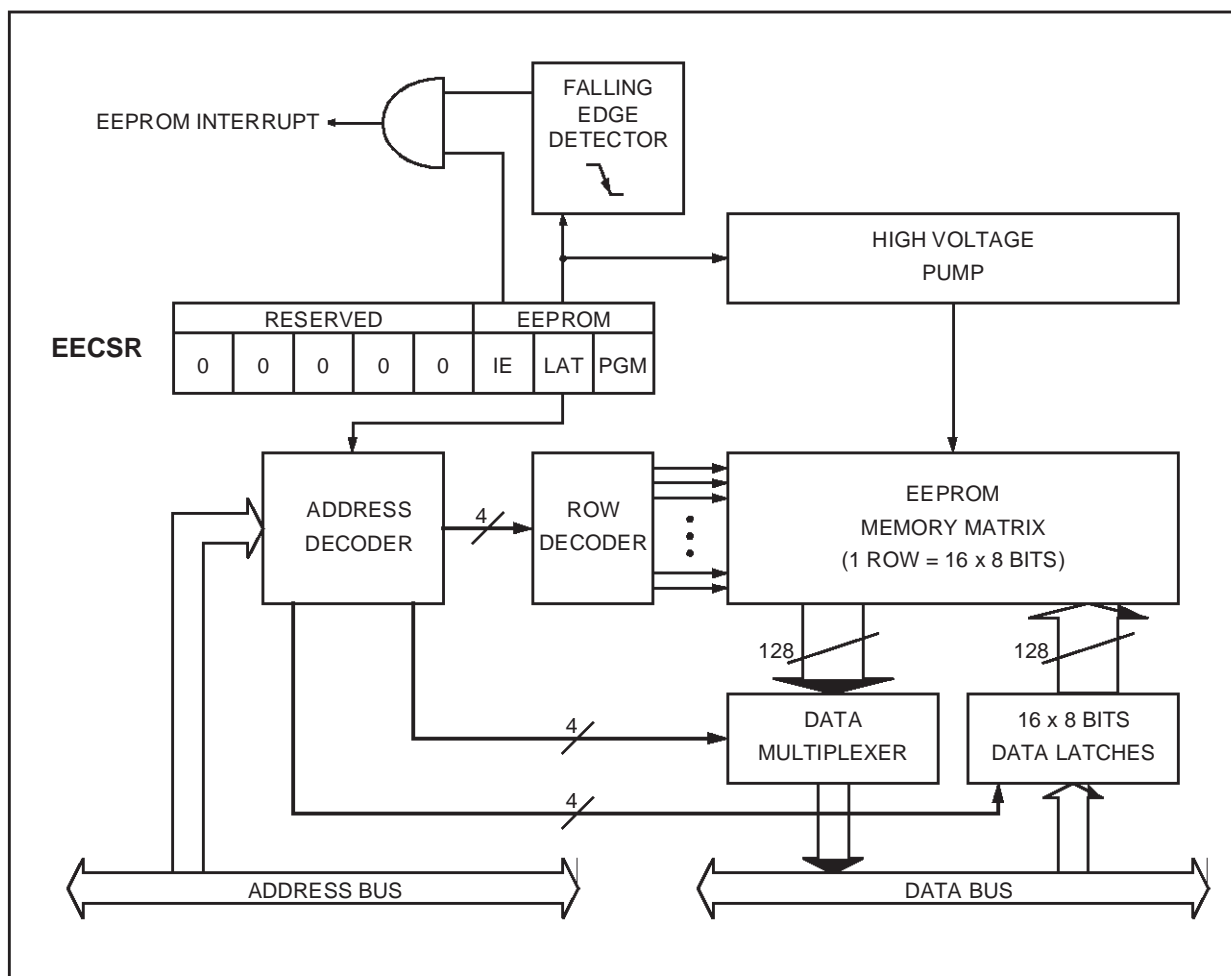 FALLING
EDGE
DETECTOR
EEPROM INTERRUPT
HIGH VOLTAGE
PUMP
EECSR
RESERVED EEPROM
0 0 0 0 0 IE LAT PGM
ADDRESS
DECODER
4
ROW
DECODER
EEPROM
MEMORY MATRIX
(1 ROW = 16 x 8 BITS)
128
128
4
DATA
MULTIPLEXER
16 x 8 BITS
DATA LATCHES
4
ADDRESS BUS
DATA BUS